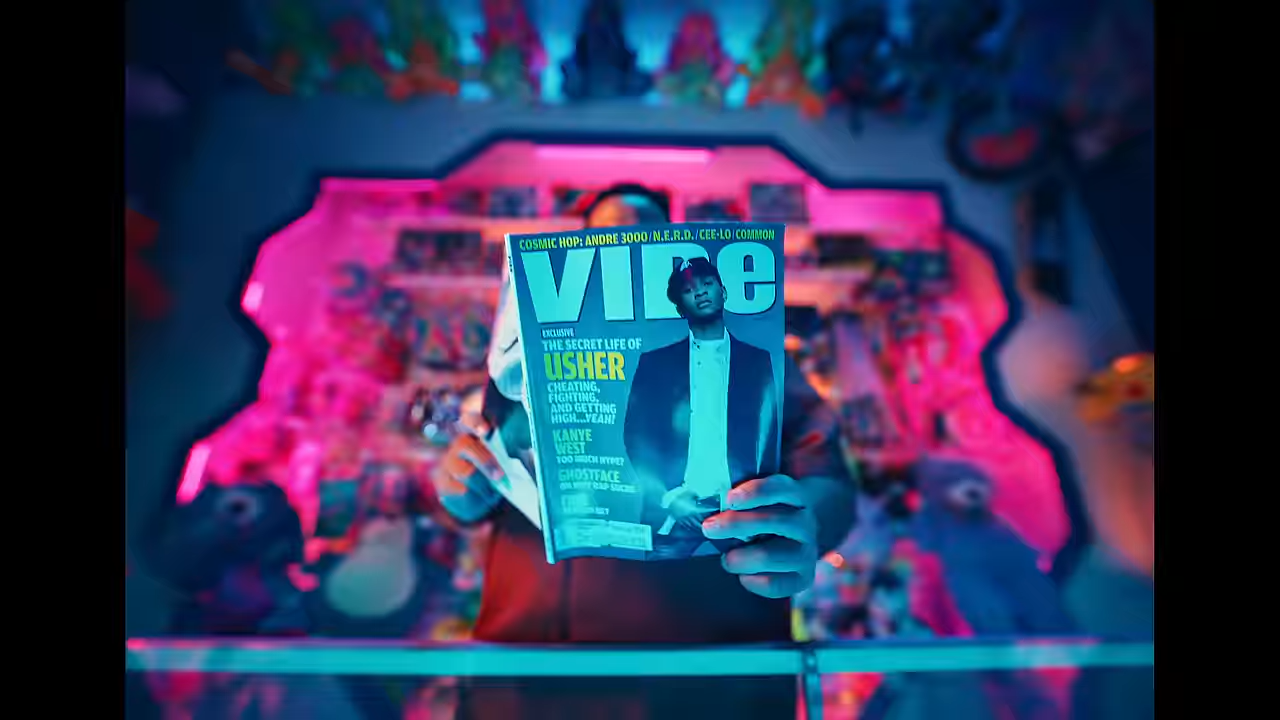 COSMIC HOP: ANDRE 3000/N.E.R.D./CEE-LO/COMMON
VIBe
EXCLUSIVE
THE SECRET LIFE OF
USHER
CHEATING,
FIGHTING,
AND GETTING
HIGH...YEAH!
KANYE
WEST
TOO MUCH HYPE?
GHOSTFACE